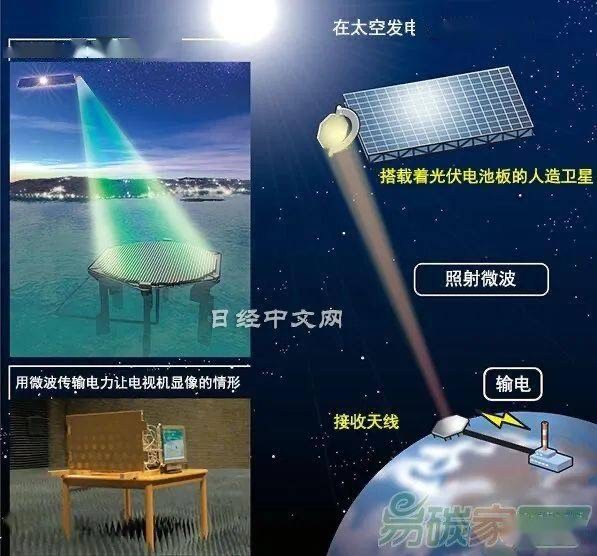 在太空发电
搭载着光伏电池板的人造卫星
照射微波
日经中文网
用微波传输电力让电视机显像的情形
输电
接收天线
易碳家